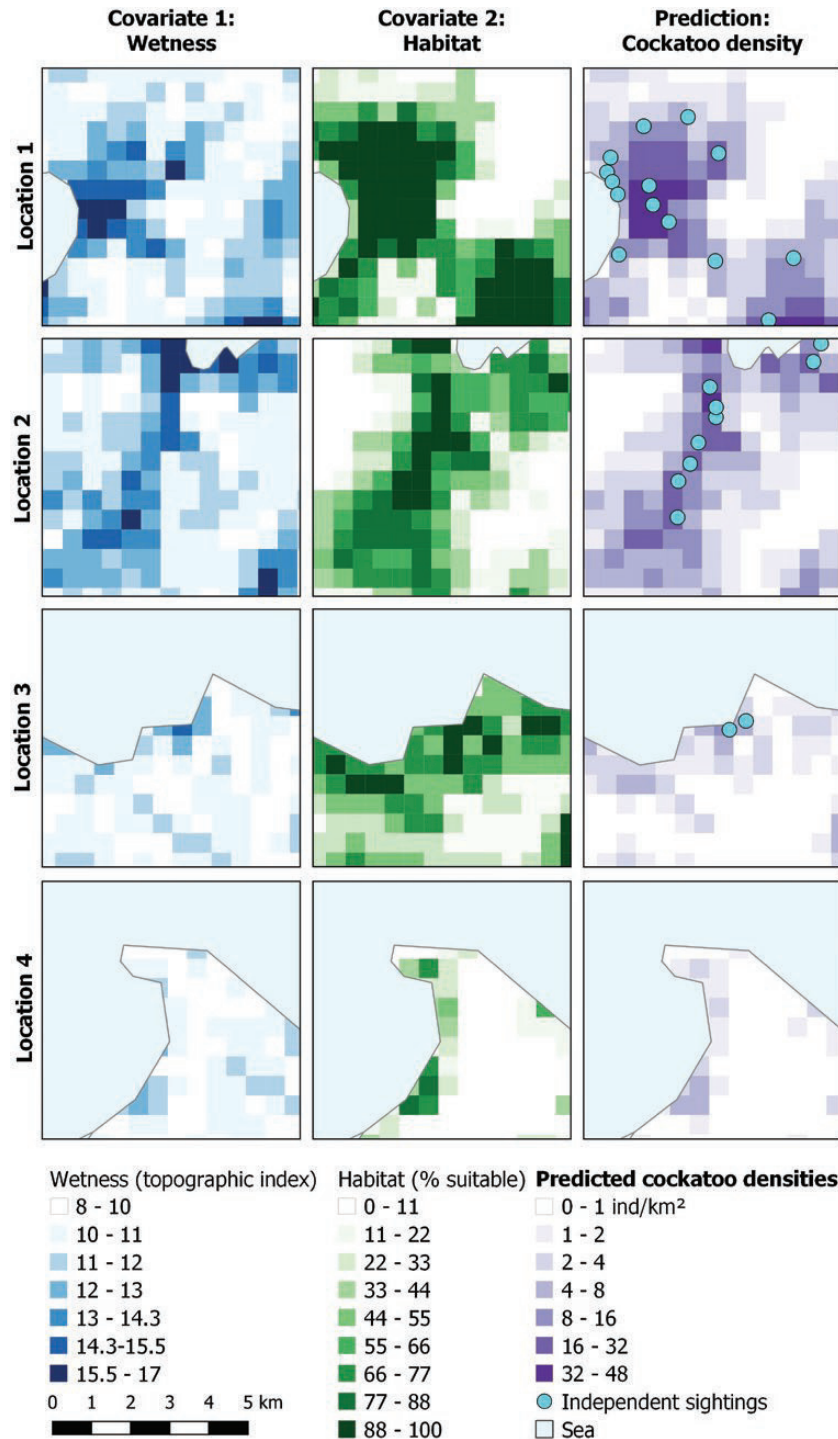 Covariate 1:
Wetness
Covariate 2:
Habitat
Prediction:
Cockatoo density
Location 1
Location 2
Location 3
Location 4
Wetness (topographic index)
8 - 10
10 - 11
11 - 12
12 - 13
13 - 14.3
14.3-15.5
15.5 - 17
0 1 2 3 4 5 km
Habitat (% suitable)
0 - 11
11 - 22
22 - 33
33 - 44
44 - 55
55 - 66
66 - 77
77 - 88
88 - 100
Predicted cockatoo densities
0 - 1 ind/km²
1 - 2
2 - 4
4 - 8
8 - 16
16 - 32
32 - 48
Independent sightings
Sea